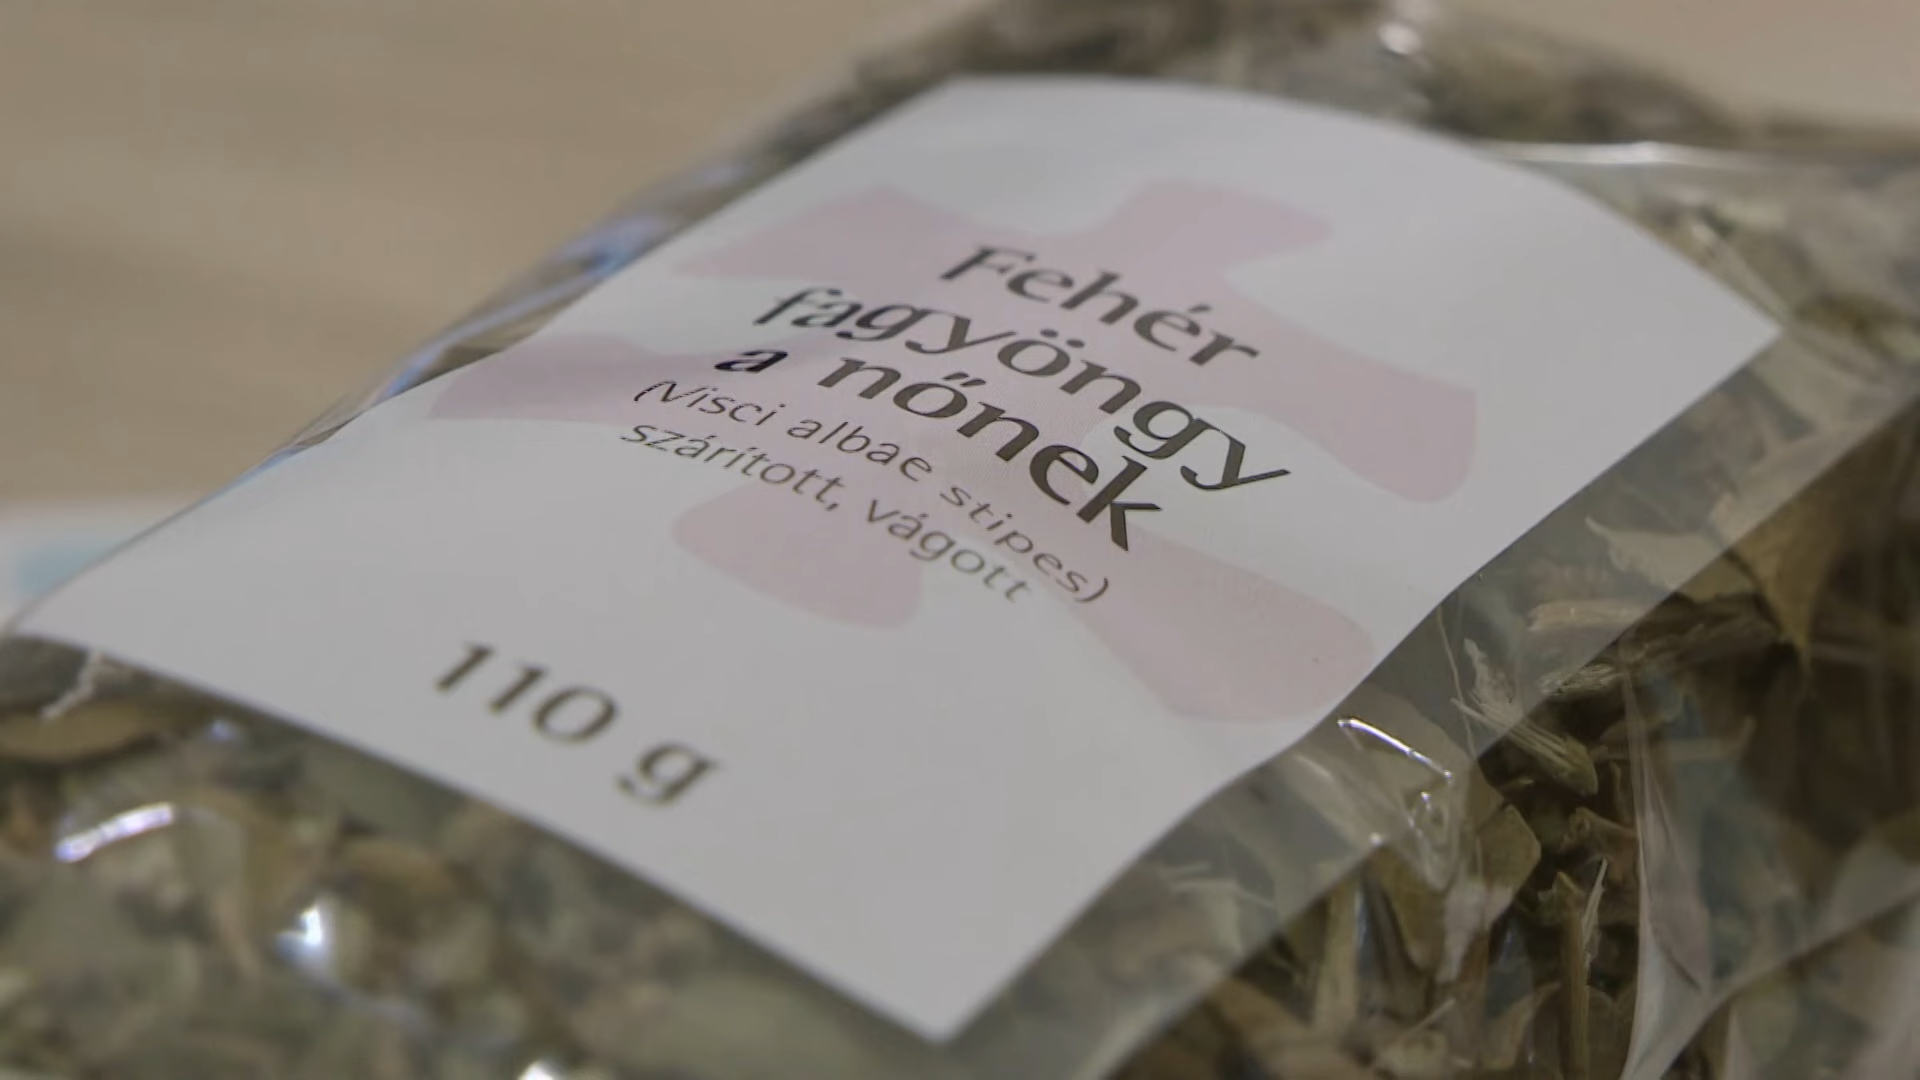 Fehér
fagyöngy
a nőnek
(Visci albae stipes)
szárított, vágott
110 g